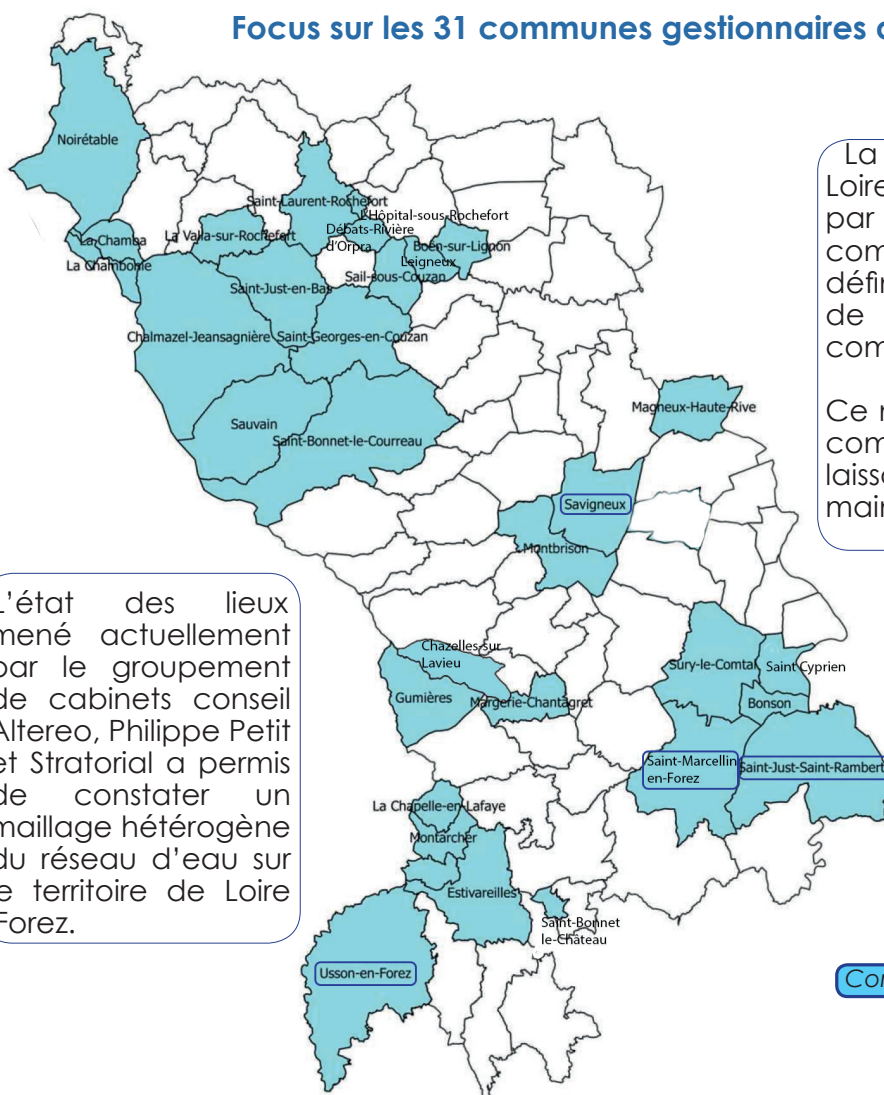 Focus sur les 31 communes gestionnaires
La
Loire
par
com
défin
de
com
Ce
com
laiss
mair
Noirétable
Saint-Laurent-Rochefort
L'Hôpital-sous-Rochefort
La Chamba
La Valla-sur-Rochefort
Débats-Rivière
d'Orpra
Boën-sur-Lignon
Leigneux
La Chambonie
Sail-sous-Couzan
Saint-Just-en-Bas
Chalmazel-Jeansagnière
Saint-Georges-en-Couzan
Sauvain
Saint-Bonnet-le-Courreau
Magneux-Haute-Rive
Savigneux
Montbrison
L'état des lieux
mené actuellement
par le groupement
de cabinets conseil
Altereo, Philippe Petit
et Stratorial a permis
de constater un
maillage hétérogène
du réseau d'eau sur
le territoire de Loire
Forez.
Chazelles-sur
Lavieu
Gumières
Margerie-Chantagret
Sury-le-Comtal
Saint Cyprien
Bonson
Saint-Marcellin
en-Forez
Saint-Just-Saint-Rambert
La Chapelle-en-Lafaye
Montarcher
Estivareilles
Saint-Bonnet
le-Château
Usson-en-Forez
Co